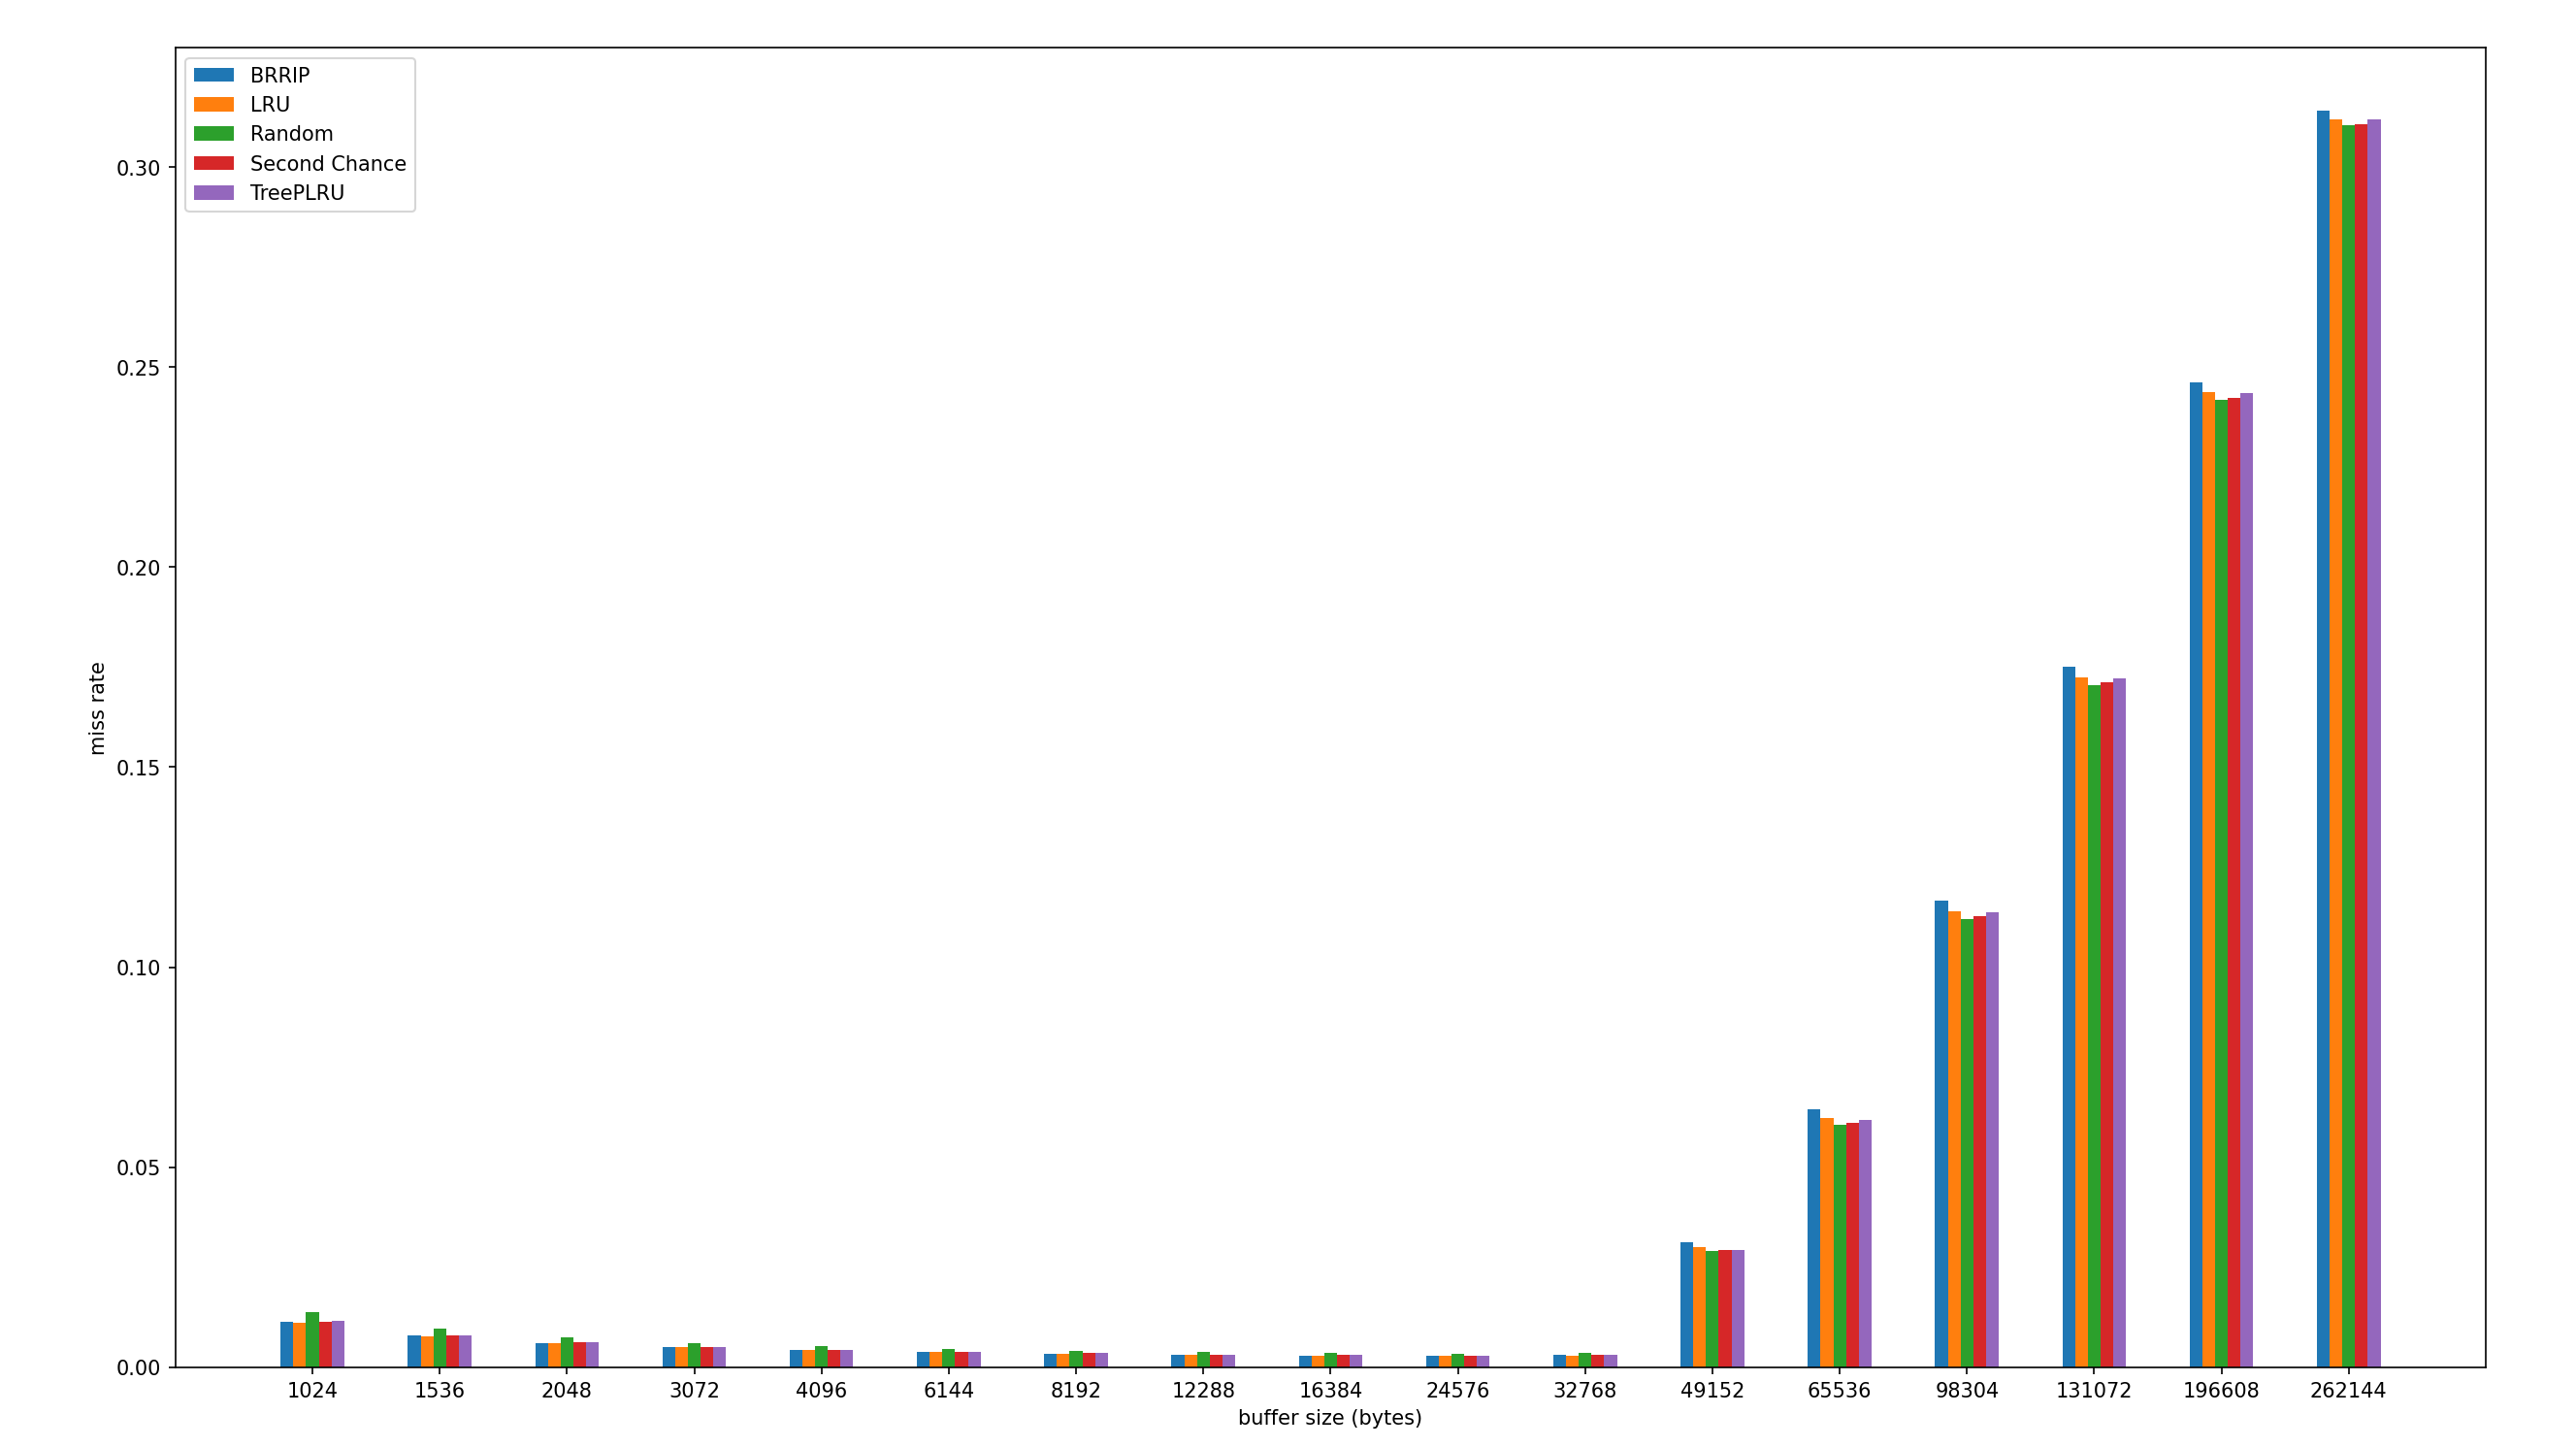 BRRIP
LRU
Random
Second Chance
TreePLRU
0.30
0.25
0.20
0.15
0.10
0.05
0.00
miss rate
1024 1536 2048 3072 4096 6144 8192 12288 16384 24576 32768 49152 65536 98304 131072 196608 262144
buffer size (bytes)